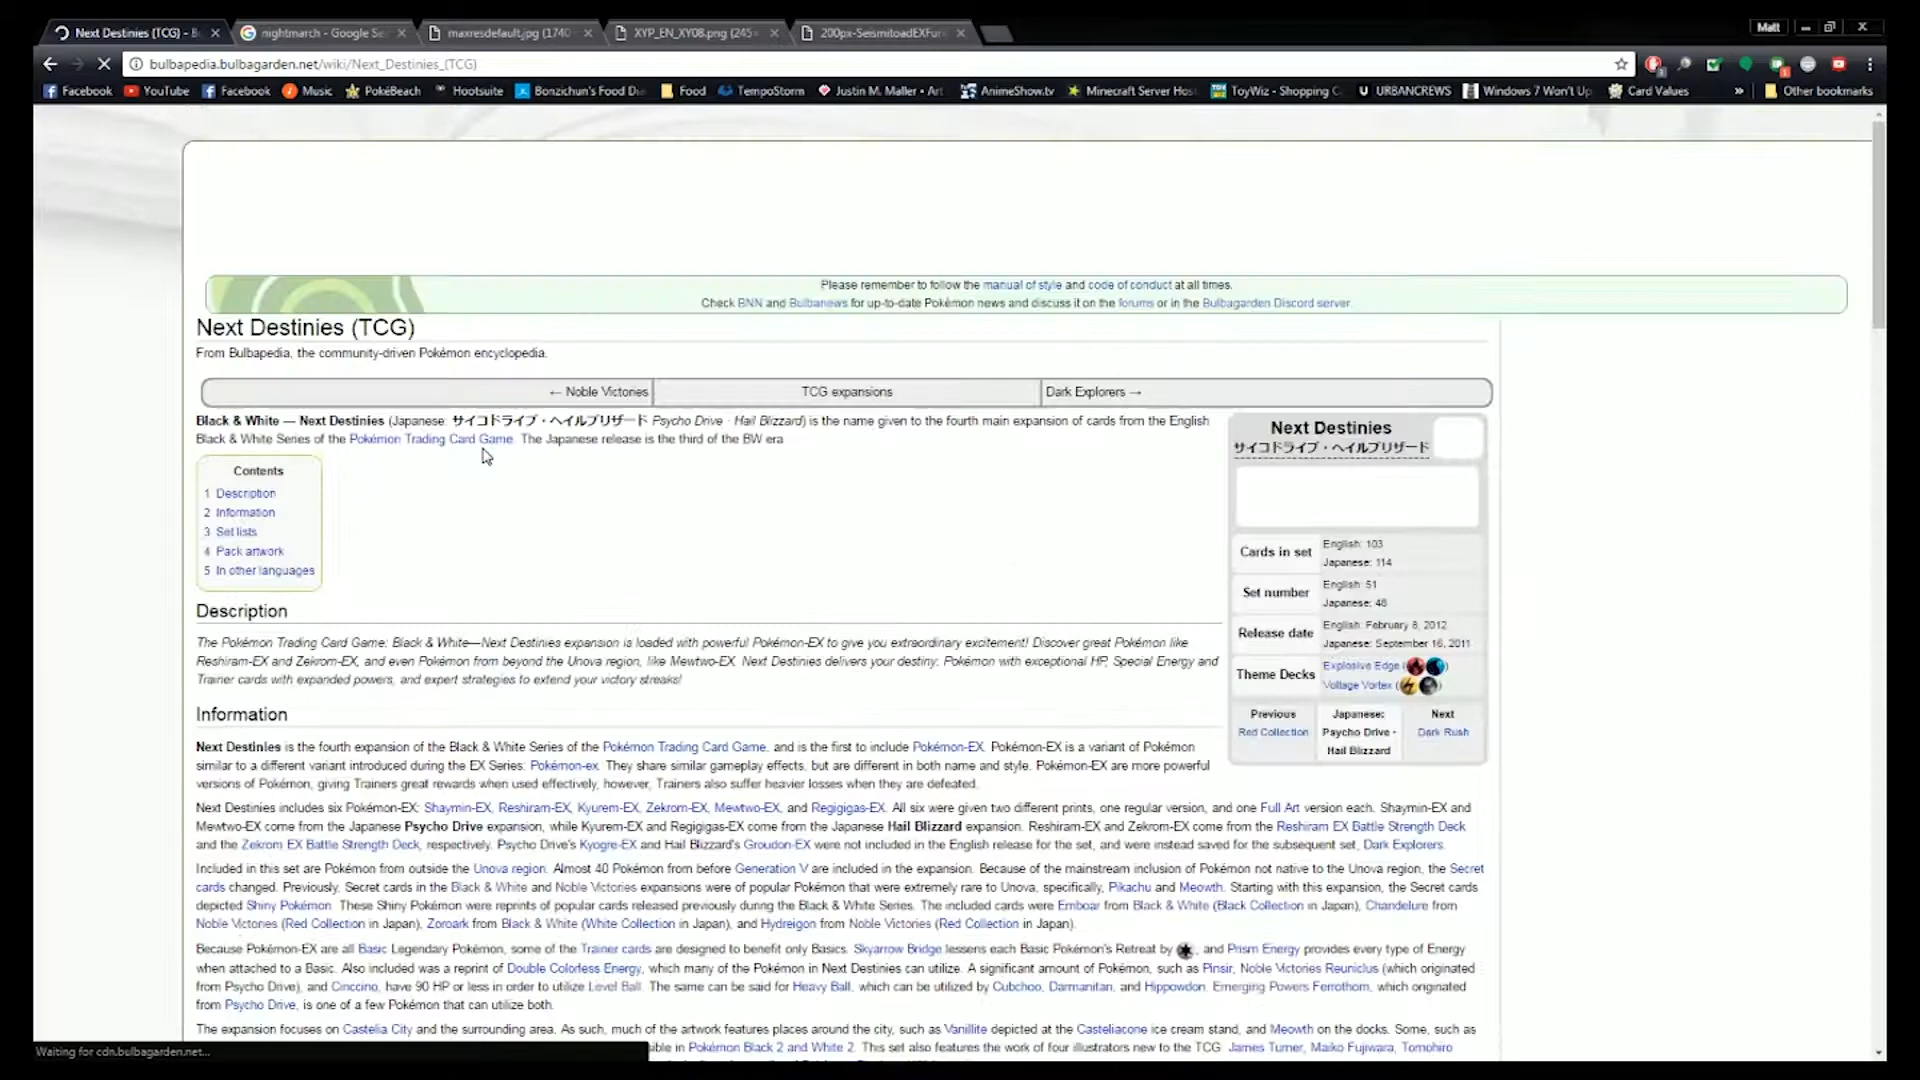 Next Destinies (TCG) - B
nightmarch - Google Se
maxresdefault.jpg (1740
XYP_EN_XY08.png (245×
200px-SeismitoadEXFur
Matt
bulbapedia.bulbagarden.net/wiki/Next_Destinies_(TCG)
Facebook YouTube Facebook Music PokéBeach Hootsuite Bonzichun's Food Di Food TempoStorm Justin M. Maller • Art AnimeShow.tv Minecraft Server Hos ToyWiz - Shopping C URBANCREWS Windows 7 Won't Up Card Values » Other bookmarks
Please remember to follow the manual of style and code of conduct at all times.
Check BNN and Bulbanews for up-to-date Pokémon news and discuss it on the forums or in the Bulbagarden Discord server.
Next Destinies (TCG)
From Bulbapedia, the community-driven Pokémon encyclopedia.
← Noble Victories TCG expansions Dark Explorers →
Black & White — Next Destinies (Japanese: サイコドライブ・ヘイルブリザード Psycho Drive · Hail Blizzard) is the name given to the fourth main expansion of cards from the English
Black & White Series of the Pokémon Trading Card Game. The Japanese release is the third of the BW era
Contents
1 Description
2 Information
3 Set lists
4 Pack artwork
5 In other languages
Next Destinies
サイコドライブ・ヘイルブリザード
Cards in set English: 103
Japanese: 114
Set number English: 51
Japanese: 46
Release date English: February 8, 2012
Japanese: September 16, 2011
Theme Decks Explosive Edge ( )
Voltage Vortex ( )
Previous Japanese: Next
Red Collection Psycho Drive · Dark Rush
Hail Blizzard
Description
The Pokémon Trading Card Game: Black & White—Next Destinies expansion is loaded with powerful Pokémon-EX to give you extraordinary excitement! Discover great Pokémon like
Reshiram-EX and Zekrom-EX, and even Pokémon from beyond the Unova region, like Mewtwo-EX. Next Destinies delivers your destiny: Pokémon with exceptional HP, Special Energy and
Trainer cards with expanded powers, and expert strategies to extend your victory streaks!
Information
Next Destinies is the fourth expansion of the Black & White Series of the Pokémon Trading Card Game, and is the first to include Pokémon-EX. Pokémon-EX is a variant of Pokémon
similar to a different variant introduced during the EX Series: Pokémon-ex. They share similar gameplay effects, but are different in both name and style. Pokémon-EX are more powerful
versions of Pokémon, giving Trainers great rewards when used effectively, however, Trainers also suffer heavier losses when they are defeated.
Next Destinies includes six Pokémon-EX: Shaymin-EX, Reshiram-EX, Kyurem-EX, Zekrom-EX, Mewtwo-EX, and Regigigas-EX. All six were given two different prints, one regular version, and one Full Art version each. Shaymin-EX and
Mewtwo-EX come from the Japanese Psycho Drive expansion, while Kyurem-EX and Regigigas-EX come from the Japanese Hail Blizzard expansion. Reshiram-EX and Zekrom-EX come from the Reshiram EX Battle Strength Deck
and the Zekrom EX Battle Strength Deck, respectively. Psycho Drive's Kyogre-EX and Hail Blizzard's Groudon-EX were not included in the English release for the set, and were instead saved for the subsequent set, Dark Explorers.
Included in this set are Pokémon from outside the Unova region. Almost 40 Pokémon from before Generation V are included in the expansion. Because of the mainstream inclusion of Pokémon not native to the Unova region, the Secret
cards changed. Previously, Secret cards in the Black & White and Noble Victories expansions were of popular Pokémon that were extremely rare to Unova, specifically, Pikachu and Meowth. Starting with this expansion, the Secret cards
depicted Shiny Pokémon. These Shiny Pokémon were reprints of popular cards released previously during the Black & White Series. The included cards were Emboar from Black & White (Black Collection in Japan), Chandelure from
Noble Victories (Red Collection in Japan), Zoroark from Black & White (White Collection in Japan), and Hydreigon from Noble Victories (Red Collection in Japan).
Because Pokémon-EX are all Basic Legendary Pokémon, some of the Trainer cards are designed to benefit only Basics. Skyarrow Bridge lessens each Basic Pokémon's Retreat by , and Prism Energy provides every type of Energy
when attached to a Basic. Also included was a reprint of Double Colorless Energy, which many of the Pokémon in Next Destinies can utilize. A significant amount of Pokémon, such as Pinsir, Noble Victories Reuniclus (which originated
from Psycho Drive), and Cinccino, have 90 HP or less in order to utilize Level Ball. The same can be said for Heavy Ball, which can be utilized by Cubchoo, Darmanitan, and Hippowdon. Emerging Powers Ferrothorn, which originated
from Psycho Drive, is one of a few Pokémon that can utilize both.
The expansion focuses on Castelia City and the surrounding area. As such, much of the artwork features places around the city, such as Vanillite depicted at the Casteliacone ice cream stand, and Meowth on the docks. Some, such as
ible in Pokémon Black 2 and White 2. This set also features the work of four illustrators new to the TCG: James Turner, Maiko Fujiwara, Tomohiro
Waiting for cdn.bulbagarden.net...